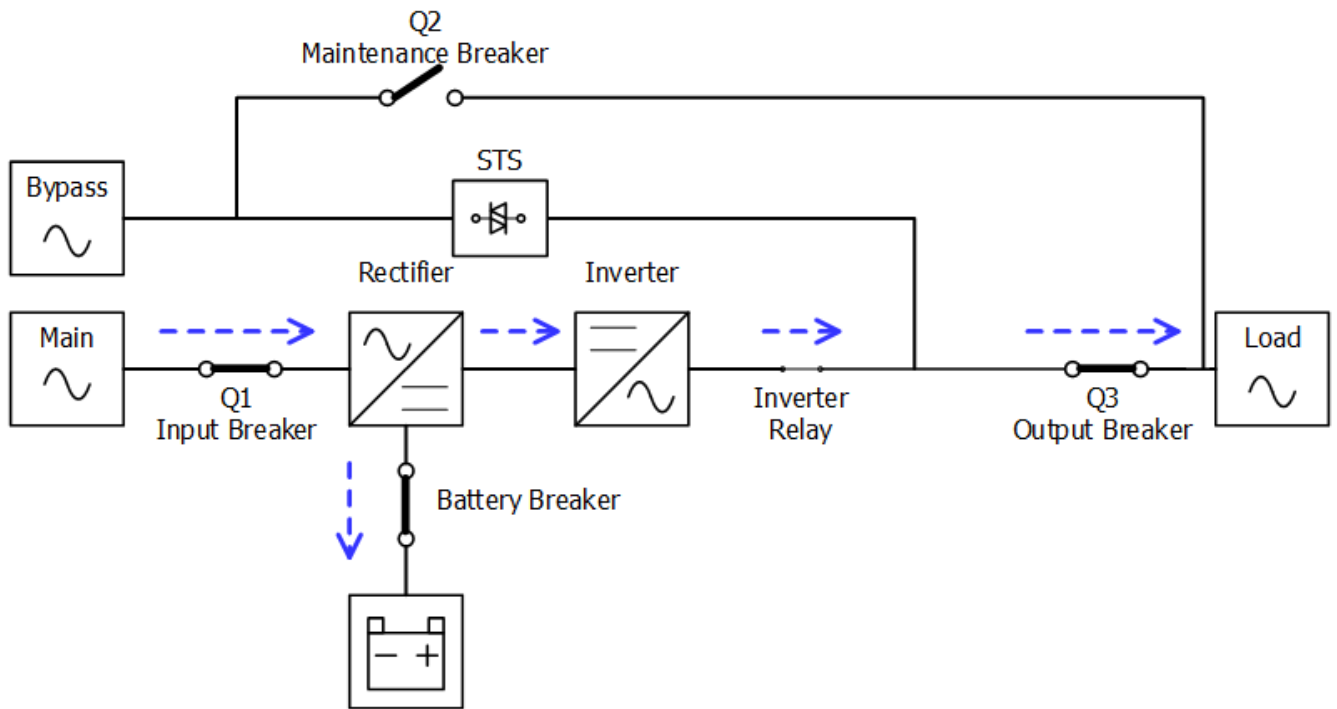 Q2
Maintenance Breaker
Bypass
STS
Rectifier
Inverter
Main
Load
Q1
Input Breaker
Inverter
Relay
Q3
Output Breaker
Battery Breaker
− +